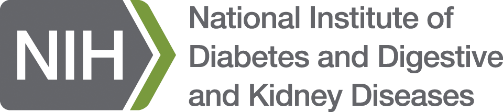 NIH
National Institute of
Diabetes and Digestive
and Kidney Diseases